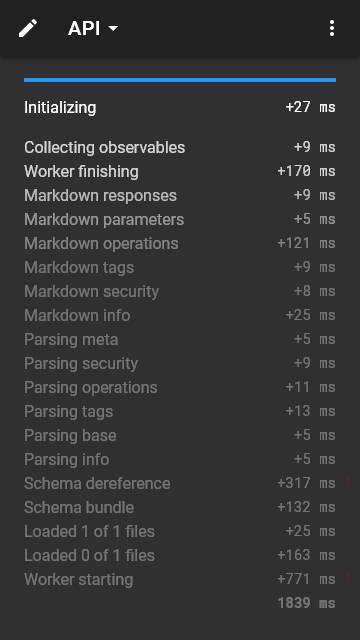 API
Initializing +27 ms
Collecting observables +9 ms
Worker finishing +170 ms
Markdown responses +9 ms
Markdown parameters +5 ms
Markdown operations +121 ms
Markdown tags +9 ms
Markdown security +8 ms
Markdown info +25 ms
Parsing meta +5 ms
Parsing security +9 ms
Parsing operations +11 ms
Parsing tags +13 ms
Parsing base +5 ms
Parsing info +5 ms
Schema dereference +317 ms
Schema bundle +132 ms
Loaded 1 of 1 files +25 ms
Loaded 0 of 1 files +163 ms
Worker starting +771 ms
1839 ms